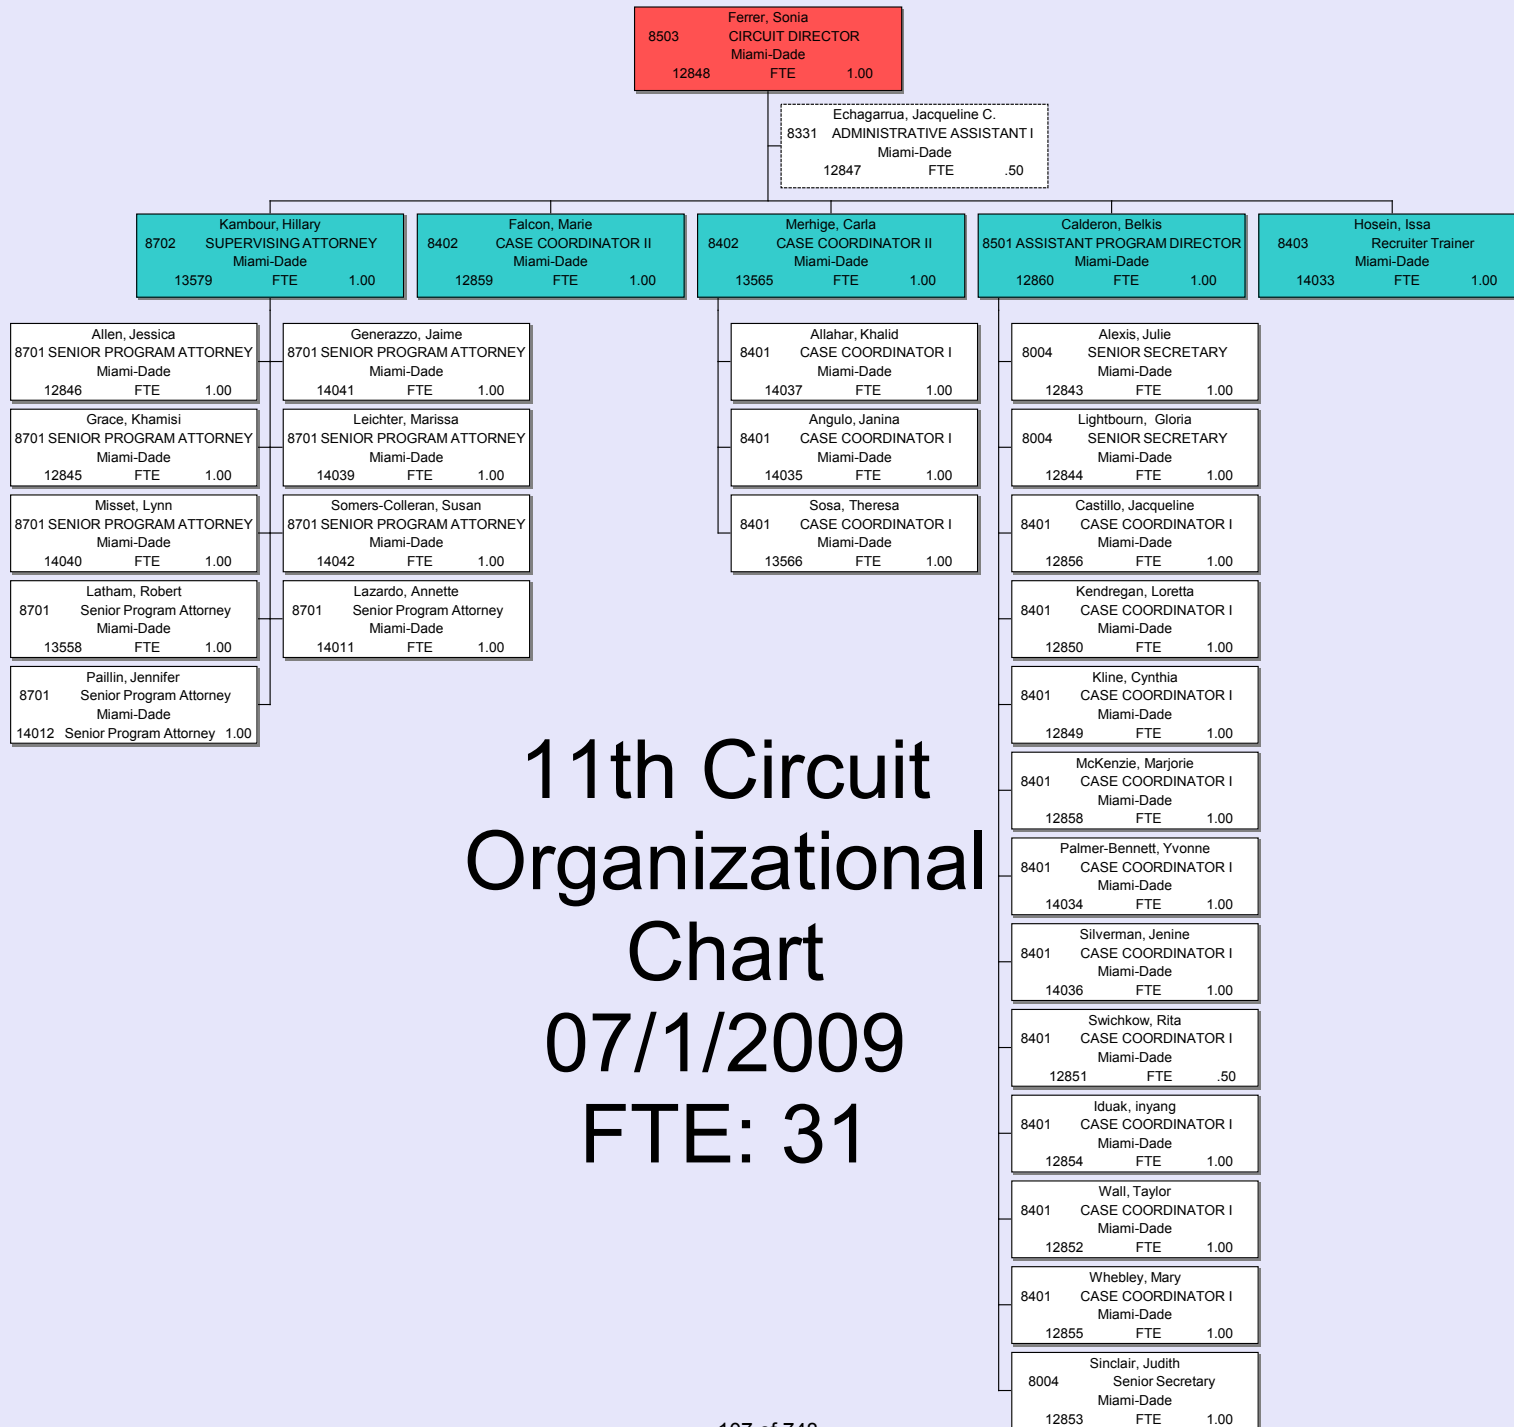 Ferrer, Sonia
8503 CIRCUIT DIRECTOR
Miami-Dade
12848 FTE 1.00
Echagarrua, Jacqueline C.
8331 ADMINISTRATIVE ASSISTANT I
Miami-Dade
12847 FTE .50
Kambour, Hillary
8702 SUPERVISING ATTORNEY
Miami-Dade
13579 FTE 1.00
Falcon, Marie
8402 CASE COORDINATOR II
Miami-Dade
12859 FTE 1.00
Merhige, Carla
8402 CASE COORDINATOR II
Miami-Dade
13565 FTE 1.00
Calderon, Belkis
8501 ASSISTANT PROGRAM DIRECTOR
Miami-Dade
12860 FTE 1.00
Hosein, Issa
8403 Recruiter Trainer
Miami-Dade
14033 FTE 1.00
Allen, Jessica
8701 SENIOR PROGRAM ATTORNEY
Miami-Dade
12846 FTE 1.00
Generazzo, Jaime
8701 SENIOR PROGRAM ATTORNEY
Miami-Dade
14041 FTE 1.00
Grace, Khamisi
8701 SENIOR PROGRAM ATTORNEY
Miami-Dade
12845 FTE 1.00
Leichter, Marissa
8701 SENIOR PROGRAM ATTORNEY
Miami-Dade
14039 FTE 1.00
Misset, Lynn
8701 SENIOR PROGRAM ATTORNEY
Miami-Dade
14040 FTE 1.00
Somers-Colleran, Susan
8701 SENIOR PROGRAM ATTORNEY
Miami-Dade
14042 FTE 1.00
Latham, Robert
8701 Senior Program Attorney
Miami-Dade
13558 FTE 1.00
Lazardo, Annette
8701 Senior Program Attorney
Miami-Dade
14011 FTE 1.00
Paillin, Jennifer
8701 Senior Program Attorney
Miami-Dade
14012 Senior Program Attorney 1.00
Allahar, Khalid
8401 CASE COORDINATOR I
Miami-Dade
14037 FTE 1.00
Angulo, Janina
8401 CASE COORDINATOR I
Miami-Dade
14035 FTE 1.00
Sosa, Theresa
8401 CASE COORDINATOR I
Miami-Dade
13566 FTE 1.00
Alexis, Julie
8004 SENIOR SECRETARY
Miami-Dade
12843 FTE 1.00
Lightbourn, Gloria
8004 SENIOR SECRETARY
Miami-Dade
12844 FTE 1.00
Castillo, Jacqueline
8401 CASE COORDINATOR I
Miami-Dade
12856 FTE 1.00
Kendregan, Loretta
8401 CASE COORDINATOR I
Miami-Dade
12850 FTE 1.00
Kline, Cynthia
8401 CASE COORDINATOR I
Miami-Dade
12849 FTE 1.00
McKenzie, Marjorie
8401 CASE COORDINATOR I
Miami-Dade
12858 FTE 1.00
Palmer-Bennett, Yvonne
8401 CASE COORDINATOR I
Miami-Dade
14034 FTE 1.00
Silverman, Jenine
8401 CASE COORDINATOR I
Miami-Dade
14036 FTE 1.00
Swichkow, Rita
8401 CASE COORDINATOR I
Miami-Dade
12851 FTE .50
Iduak, inyang
8401 CASE COORDINATOR I
Miami-Dade
12854 FTE 1.00
Wall, Taylor
8401 CASE COORDINATOR I
Miami-Dade
12852 FTE 1.00
Whebley, Mary
8401 CASE COORDINATOR I
Miami-Dade
12855 FTE 1.00
Sinclair, Judith
8004 Senior Secretary
Miami-Dade
12853 FTE 1.00
11th Circuit
Organizational
Chart
07/1/2009
FTE: 31